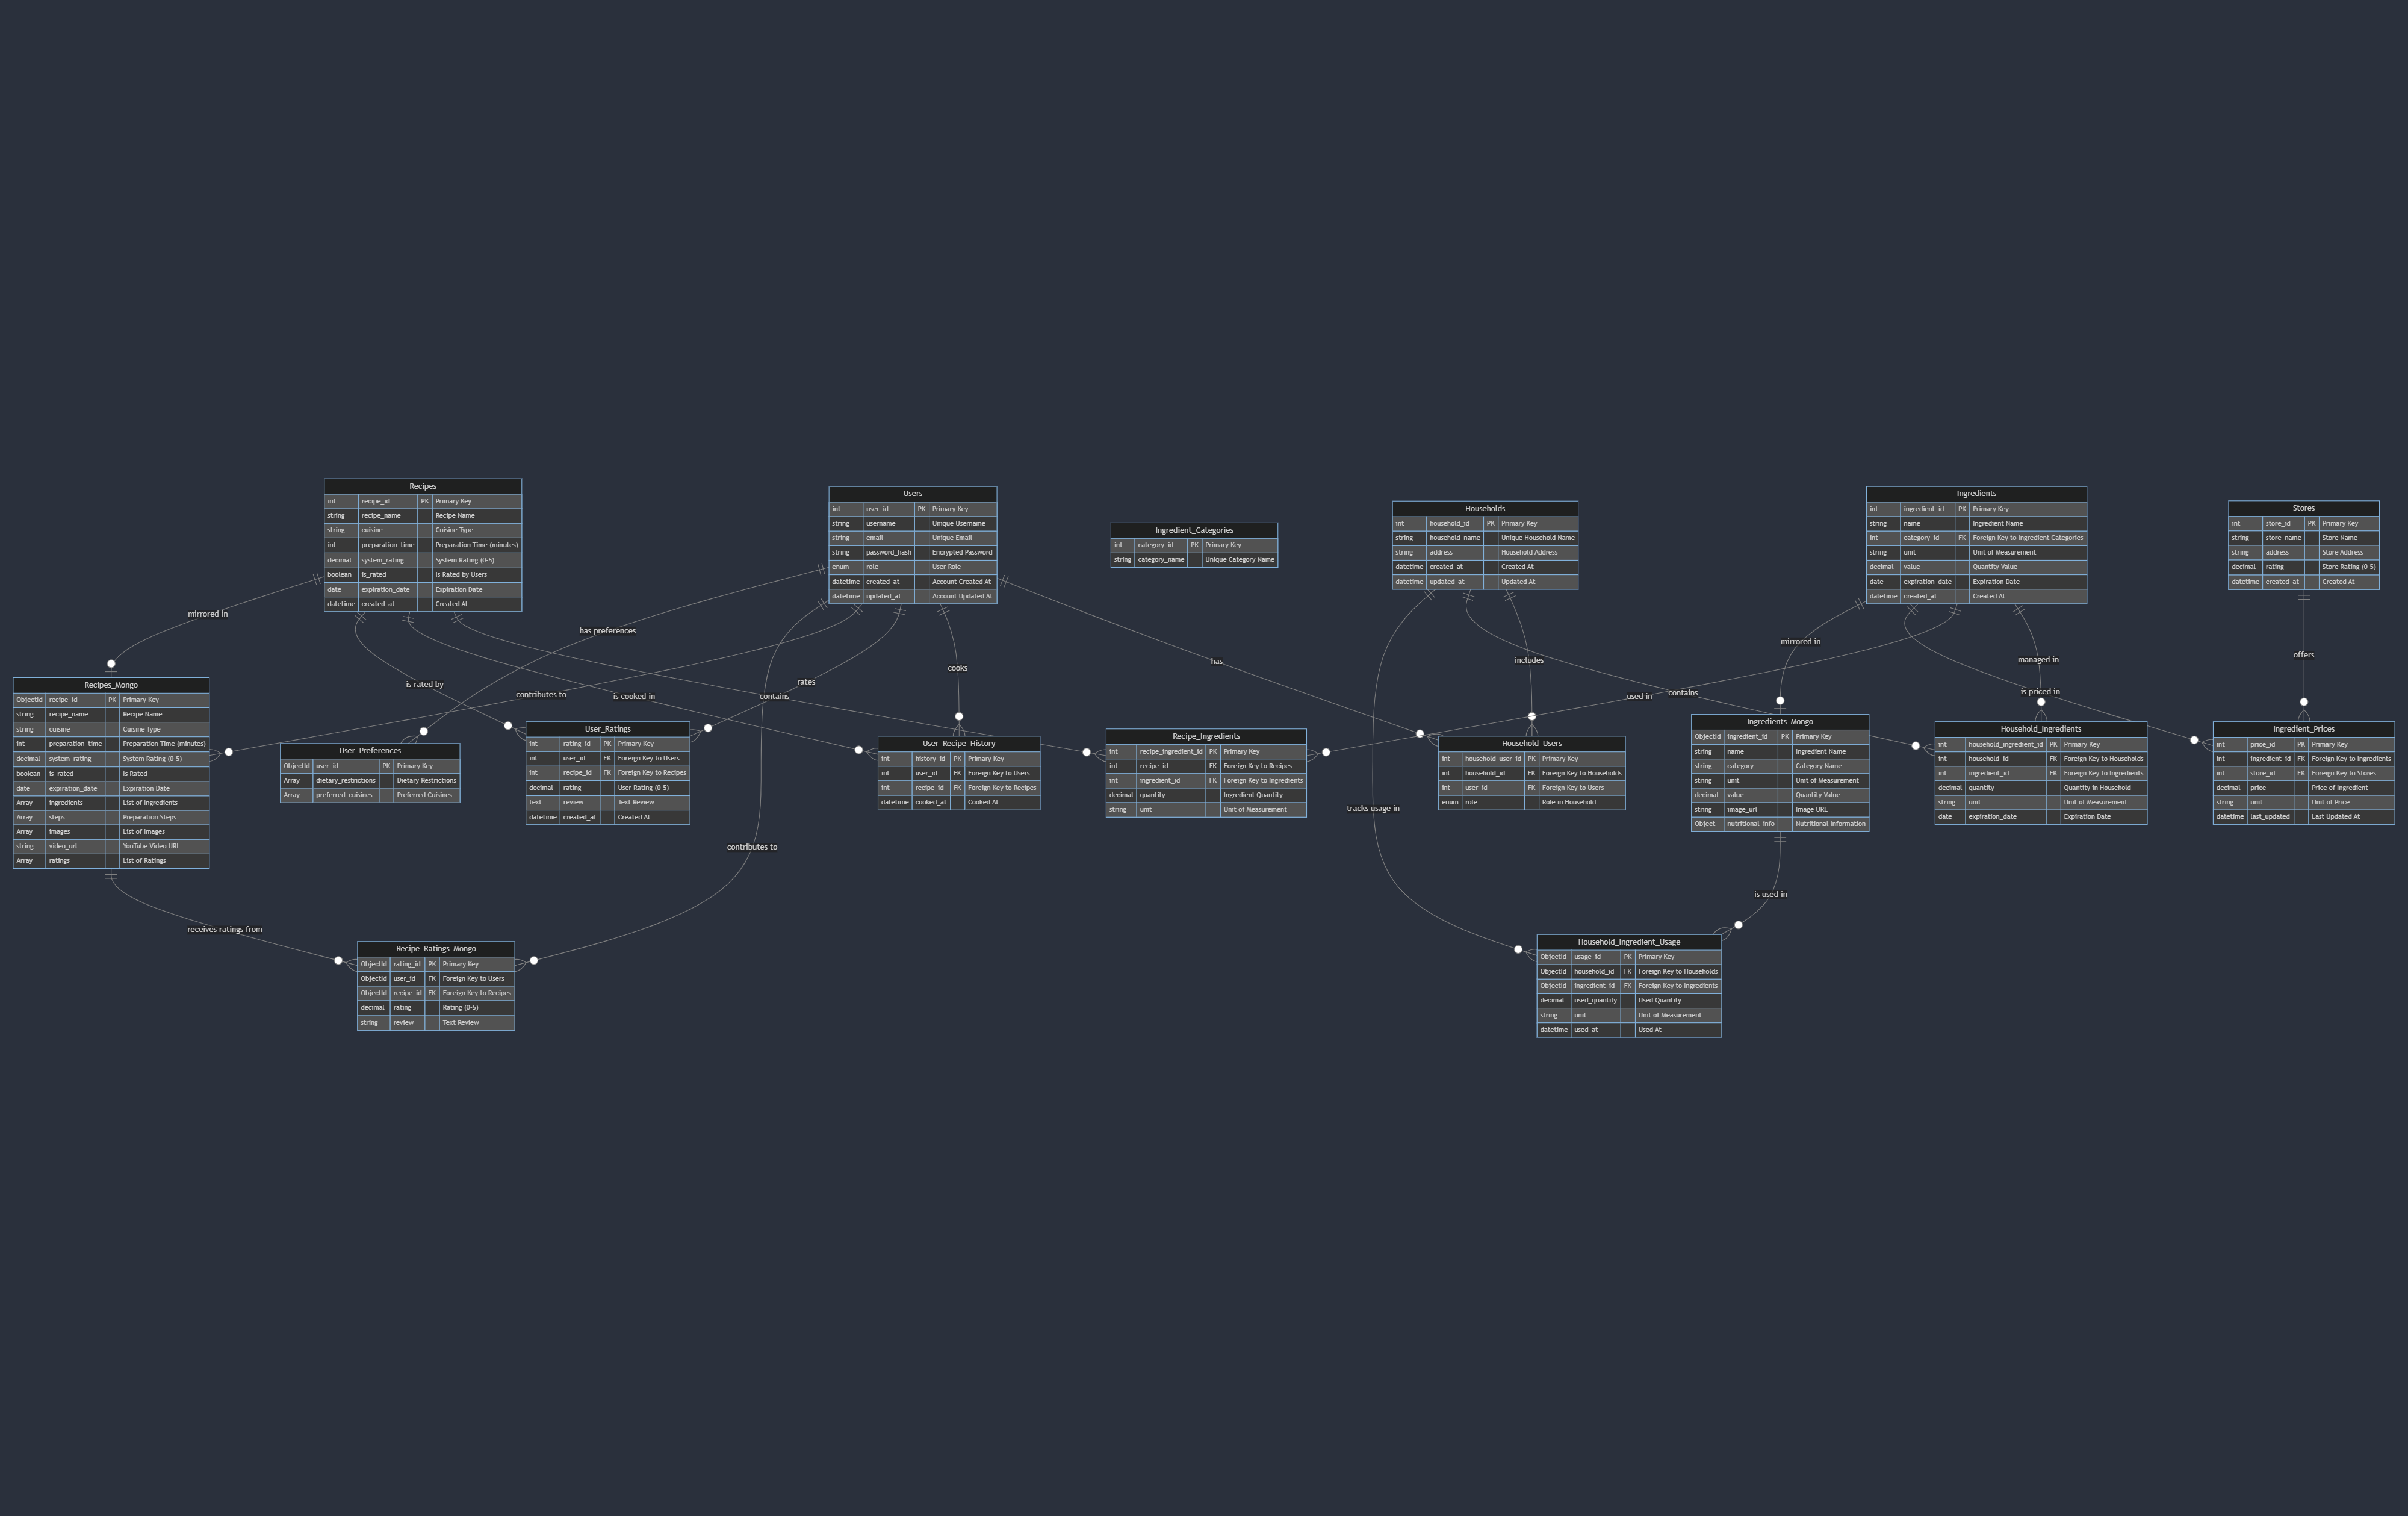 Recipes
int recipe_id PK Primary Key
string recipe_name Recipe Name
string cuisine Cuisine Type
int preparation_time Preparation Time (minutes)
decimal system_rating System Rating (0-5)
boolean is_rated Is Rated by Users
date expiration_date Expiration Date
datetime created_at Created At
Users
int user_id PK Primary Key
string username Unique Username
string email Unique Email
string password_hash Encrypted Password
enum role User Role
datetime created_at Account Created At
datetime updated_at Account Updated At
Ingredient_Categories
int category_id PK Primary Key
string category_name Unique Category Name
Households
int household_id PK Primary Key
string household_name Unique Household Name
string address Household Address
datetime created_at Created At
datetime updated_at Updated At
Ingredients
int ingredient_id PK Primary Key
string name Ingredient Name
int category_id FK Foreign Key to Ingredient Categories
string unit Unit of Measurement
decimal value Quantity Value
date expiration_date Expiration Date
datetime created_at Created At
Stores
int store_id PK Primary Key
string store_name Store Name
string address Store Address
decimal rating Store Rating (0-5)
datetime created_at Created At
mirrored in
has preferences
is rated by
contributes to
is cooked in
contains
rates
cooks
has
includes
used in
contains
mirrored in
managed in
is priced in
offers
Recipes_Mongo
ObjectId recipe_id PK Primary Key
string recipe_name Recipe Name
string cuisine Cuisine Type
int preparation_time Preparation Time (minutes)
decimal system_rating System Rating (0-5)
boolean is_rated Is Rated
date expiration_date Expiration Date
Array ingredients List of Ingredients
Array steps Preparation Steps
Array images List of Images
string video_url YouTube Video URL
Array ratings List of Ratings
User_Preferences
ObjectId user_id PK Primary Key
Array dietary_restrictions Dietary Restrictions
Array preferred_cuisines Preferred Cuisines
User_Ratings
int rating_id PK Primary Key
int user_id FK Foreign Key to Users
int recipe_id FK Foreign Key to Recipes
decimal rating User Rating (0-5)
text review Text Review
datetime created_at Created At
User_Recipe_History
int history_id PK Primary Key
int user_id FK Foreign Key to Users
int recipe_id FK Foreign Key to Recipes
datetime cooked_at Cooked At
Recipe_Ingredients
int recipe_ingredient_id PK Primary Key
int recipe_id FK Foreign Key to Recipes
int ingredient_id FK Foreign Key to Ingredients
decimal quantity Ingredient Quantity
string unit Unit of Measurement
Household_Users
int household_user_id PK Primary Key
int household_id FK Foreign Key to Households
int user_id FK Foreign Key to Users
enum role Role in Household
Ingredients_Mongo
ObjectId ingredient_id PK Primary Key
string name Ingredient Name
string category Category Name
string unit Unit of Measurement
decimal value Quantity Value
string image_url Image URL
Object nutritional_info Nutritional Information
Household_Ingredients
int household_ingredient_id PK Primary Key
int household_id FK Foreign Key to Households
int ingredient_id FK Foreign Key to Ingredients
decimal quantity Quantity in Household
string unit Unit of Measurement
date expiration_date Expiration Date
Ingredient_Prices
int price_id PK Primary Key
int ingredient_id FK Foreign Key to Ingredients
int store_id FK Foreign Key to Stores
decimal price Price of Ingredient
string unit Unit of Price
datetime last_updated Last Updated At
contributes to
tracks usage in
is used in
receives ratings from
Recipe_Ratings_Mongo
ObjectId rating_id PK Primary Key
ObjectId user_id FK Foreign Key to Users
ObjectId recipe_id FK Foreign Key to Recipes
decimal rating Rating (0-5)
string review Text Review
Household_Ingredient_Usage
ObjectId usage_id PK Primary Key
ObjectId household_id FK Foreign Key to Households
ObjectId ingredient_id FK Foreign Key to Ingredients
decimal used_quantity Used Quantity
string unit Unit of Measurement
datetime used_at Used At